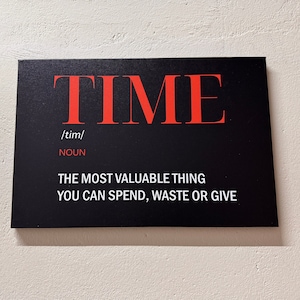 TIME
/tim/
NOUN
THE MOST VALUABLE THING
YOU CAN SPEND, WASTE OR GIVE